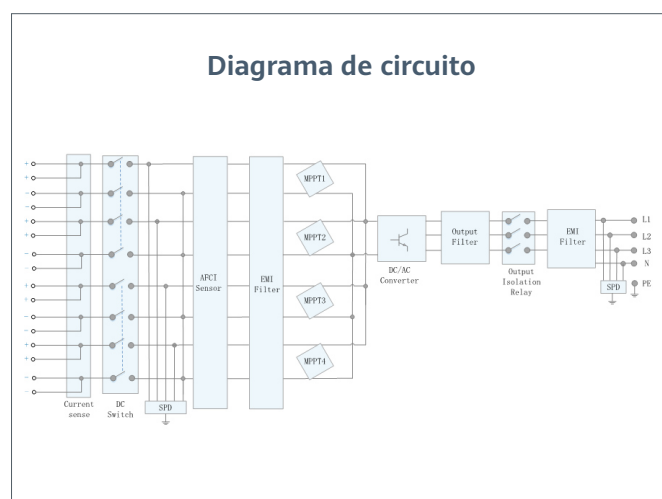 Diagrama de circuito
+
+
−
−
+
+
−
−
+
+
−
−
+
+
−
−
Current
sense
DC
Switch
SPD
AFCI
Sensor
EMI
Filter
MPPT1
MPPT2
MPPT3
MPPT4
DC/AC
Converter
Output
Filter
Output
Isolation
Relay
EMI
Filter
L1
L2
L3
N
SPD
PE